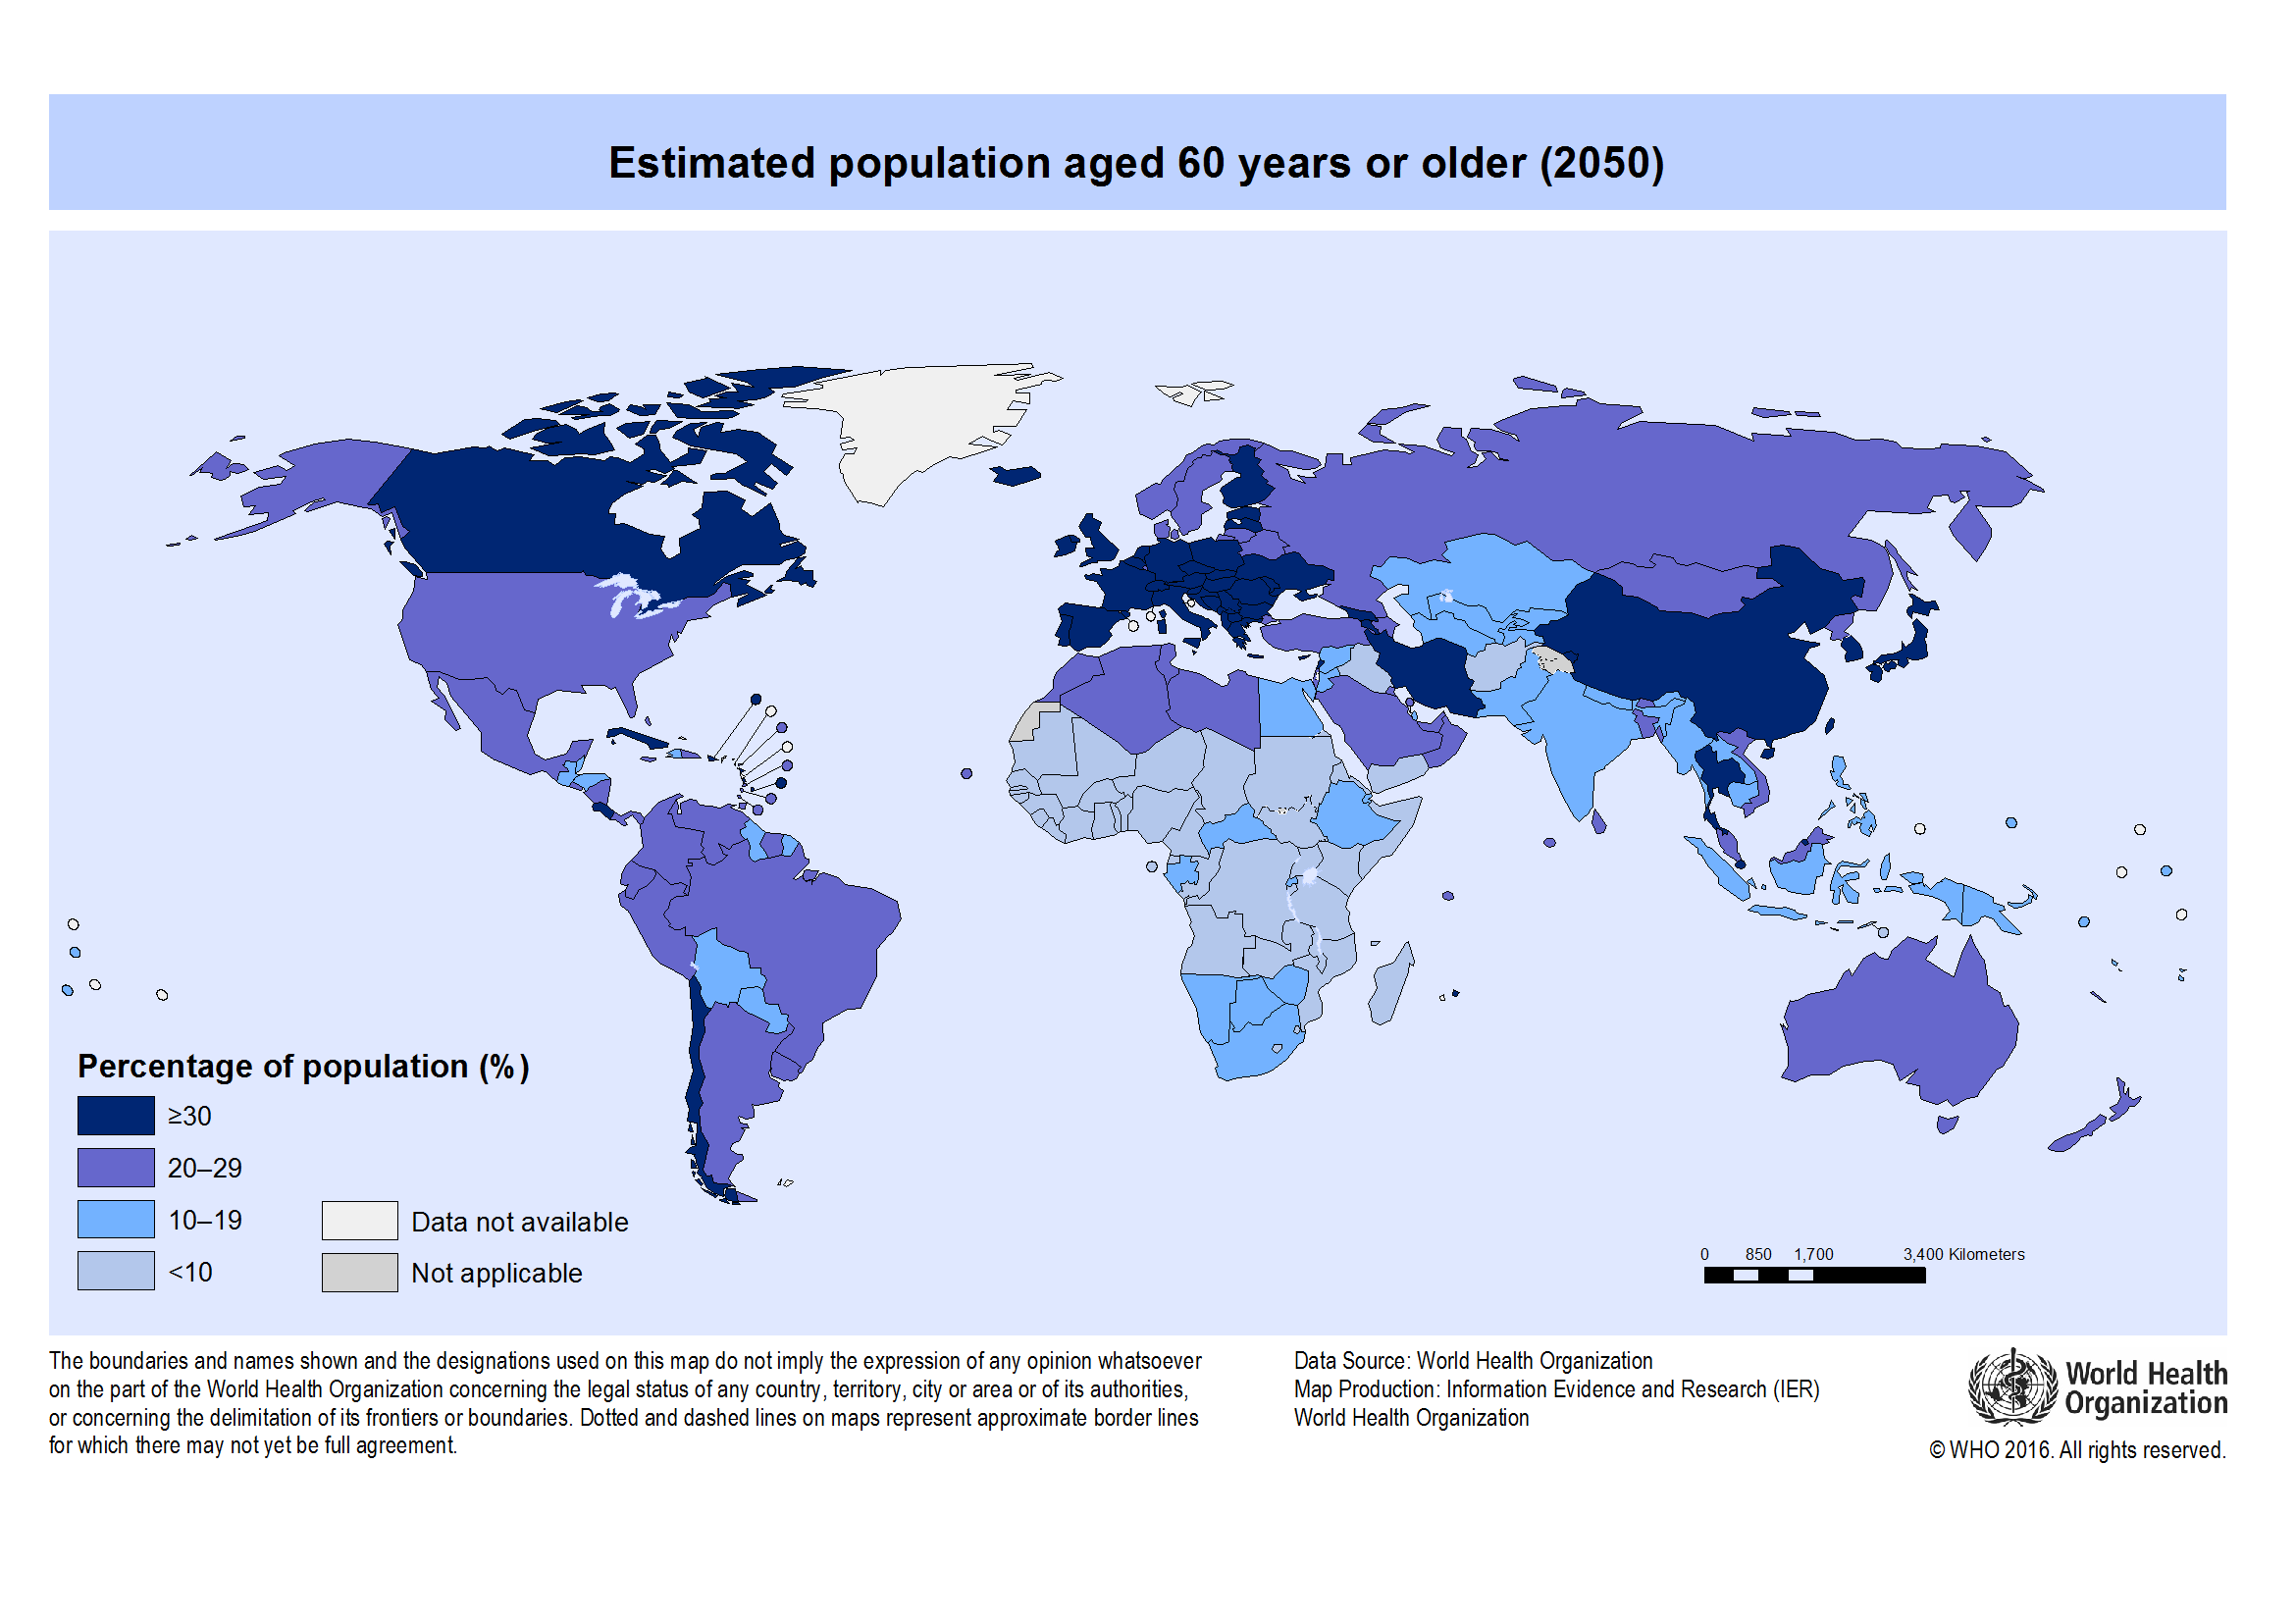 Estimated population aged 60 years or older (2050)
Percentage of population (%)
≥30
20–29
10–19
<10
Data not available
Not applicable
0 850 1,700 3,400 Kilometers
The boundaries and names shown and the designations used on this map do not imply the expression of any opinion whatsoever
on the part of the World Health Organization concerning the legal status of any country, territory, city or area or of its authorities,
or concerning the delimitation of its frontiers or boundaries. Dotted and dashed lines on maps represent approximate border lines
for which there may not yet be full agreement.
Data Source: World Health Organization
Map Production: Information Evidence and Research (IER)
World Health Organization
World Health
Organization
© WHO 2016. All rights reserved.